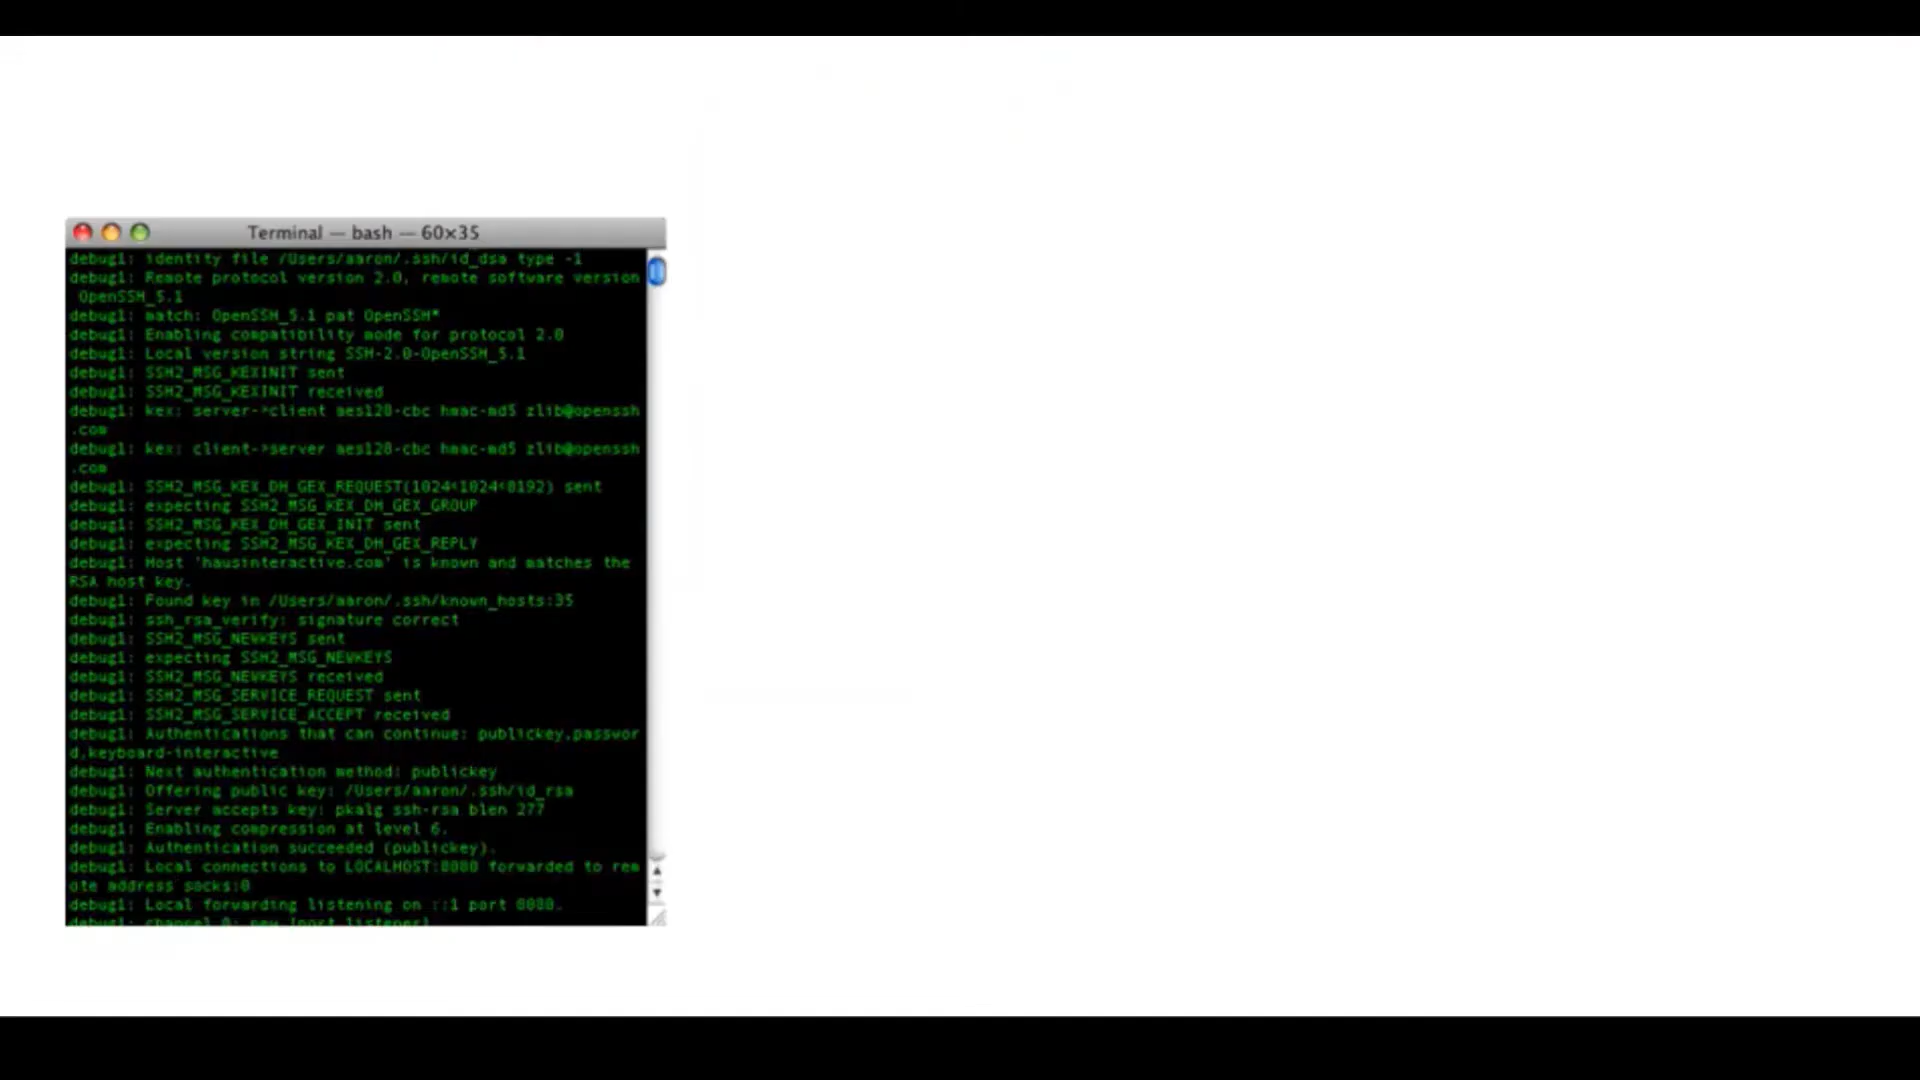 Terminal — bash — 60×35
debug1: identity file /Users/aaron/.ssh/id_dsa type -1
debug1: Remote protocol version 2.0, remote software version
OpenSSH_5.1
debug1: match: OpenSSH_5.1 pat OpenSSH*
debug1: Enabling compatibility mode for protocol 2.0
debug1: Local version string SSH-2.0-OpenSSH_5.1
debug1: SSH2_MSG_KEXINIT sent
debug1: SSH2_MSG_KEXINIT received
debug1: kex: server->client aes128-cbc hmac-md5 zlib@openssh
.com
debug1: kex: client->server aes128-cbc hmac-md5 zlib@openssh
.com
debug1: SSH2_MSG_KEX_DH_GEX_REQUEST(1024<1024<8192) sent
debug1: expecting SSH2_MSG_KEX_DH_GEX_GROUP
debug1: SSH2_MSG_KEX_DH_GEX_INIT sent
debug1: expecting SSH2_MSG_KEX_DH_GEX_REPLY
debug1: Host 'hausinteractive.com' is known and matches the
RSA host key.
debug1: Found key in /Users/aaron/.ssh/known_hosts:35
debug1: ssh_rsa_verify: signature correct
debug1: SSH2_MSG_NEWKEYS sent
debug1: expecting SSH2_MSG_NEWKEYS
debug1: SSH2_MSG_NEWKEYS received
debug1: SSH2_MSG_SERVICE_REQUEST sent
debug1: SSH2_MSG_SERVICE_ACCEPT received
debug1: Authentications that can continue: publickey,passwor
d,keyboard-interactive
debug1: Next authentication method: publickey
debug1: Offering public key: /Users/aaron/.ssh/id_rsa
debug1: Server accepts key: pkalg ssh-rsa blen 277
debug1: Enabling compression at level 6.
debug1: Authentication succeeded (publickey).
debug1: Local connections to LOCALHOST:8080 forwarded to rem
ote address socks:0
debug1: Local forwarding listening on ::1 port 8080.
debug1: channel 0: new [port listener]